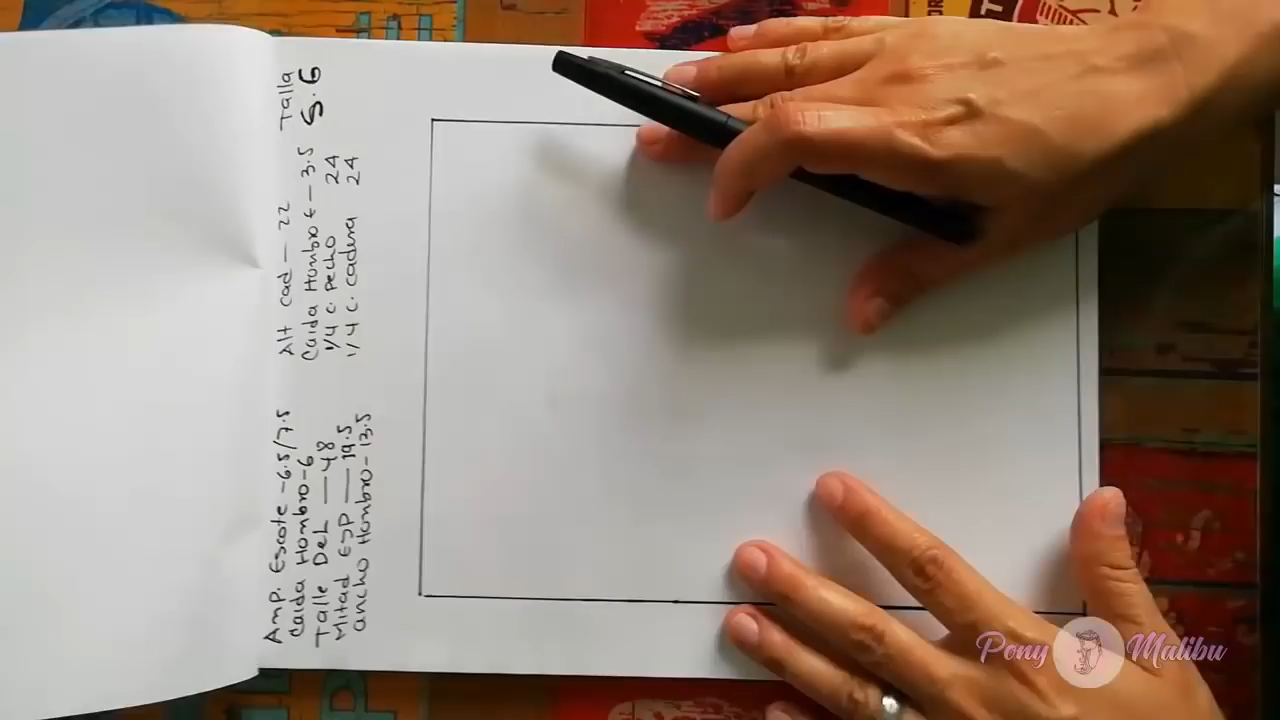 Amp. Escote - 6.5/7.5
Caida Hombro - 6
Talle Del — 48
Mitad Esp — 19.5
ancho Hombro - 13.5
Alt cad — 22
Caida Hombro E — 3.5
1/4 C. Pecho 24
1/4 C. cadera 24
Talla
S. 6
Pony Malibu